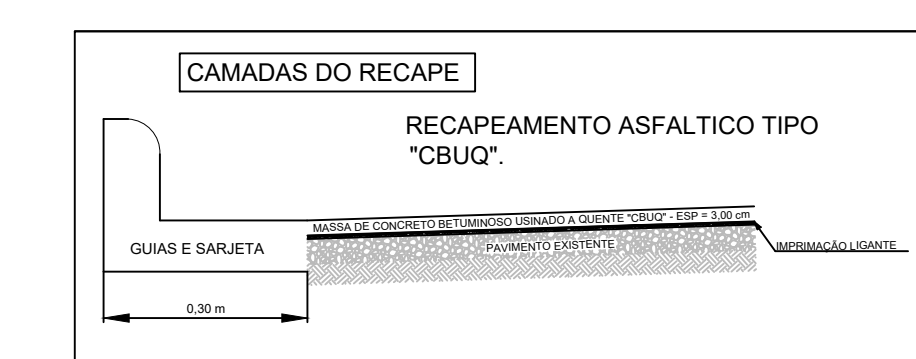 CAMADAS DO RECAPE
RECAPEAMENTO ASFALTICO TIPO
"CBUQ".
MASSA DE CONCRETO BETUMINOSO USINADO A QUENTE "CBUQ" - ESP = 3,00 cm
GUIAS E SARJETA
PAVIMENTO EXISTENTE
IMPRIMAÇÃO LIGANTE
0,30 m